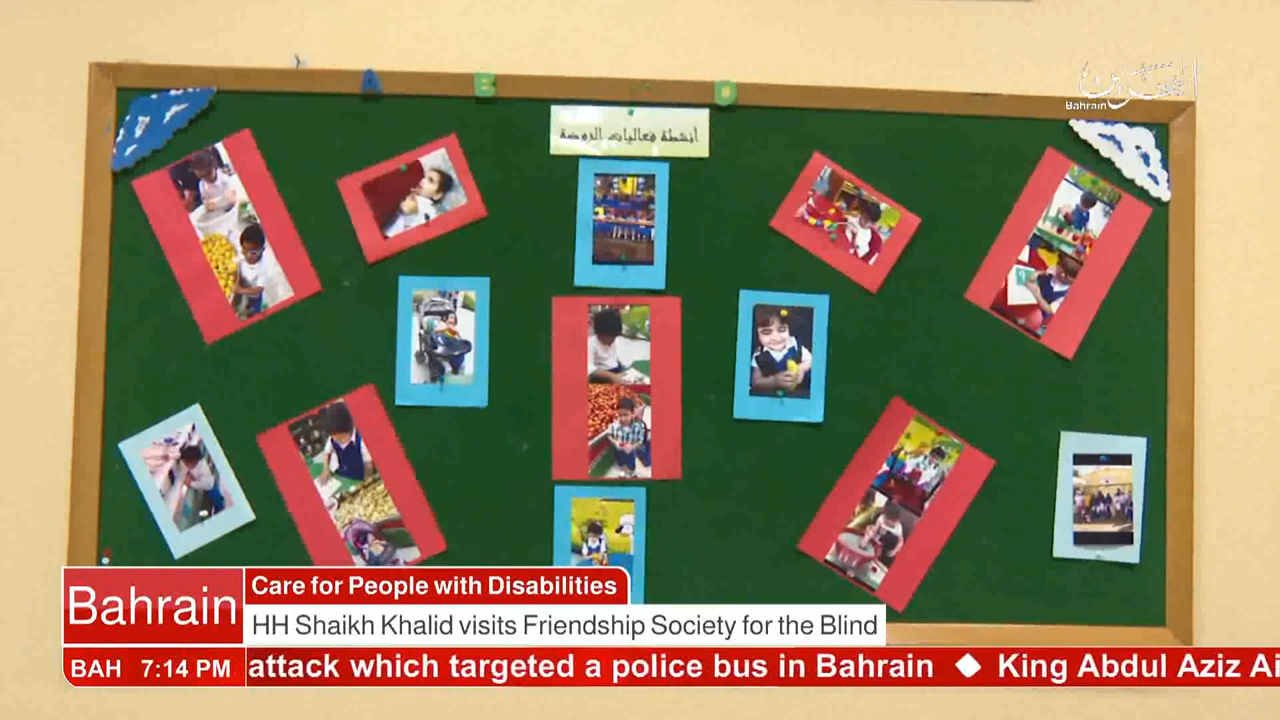 A B D
البحرين
Bahrain
أنشطة فعاليات الروضة
Bahrain
Care for People with Disabilities
HH Shaikh Khalid visits Friendship Society for the Blind
BAH 7:14 PM
attack which targeted a police bus in Bahrain ◆ King Abdul Aziz Ai